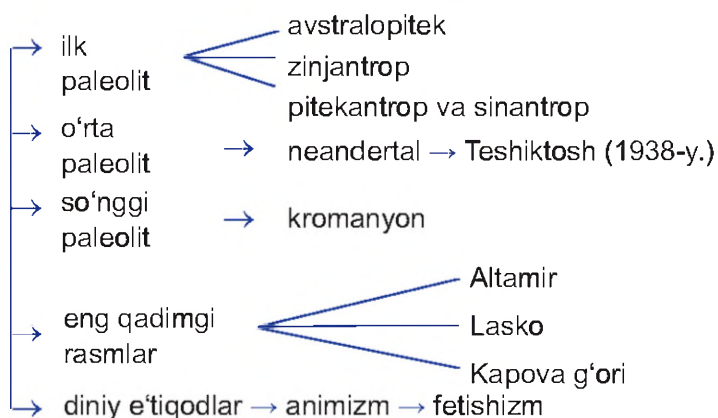 ilk
paleolit
avstralopitek
zinjantrop
pitekantrop va sinantrop
o‘rta
paleolit
→ neandertal → Teshiktosh (1938-y.)
so‘nggi
paleolit
→ kromanyon
eng qadimgi
rasmlar
Altamir
Lasko
Kapova g‘ori
diniy e‘tiqodlar → animizm → fetishizm